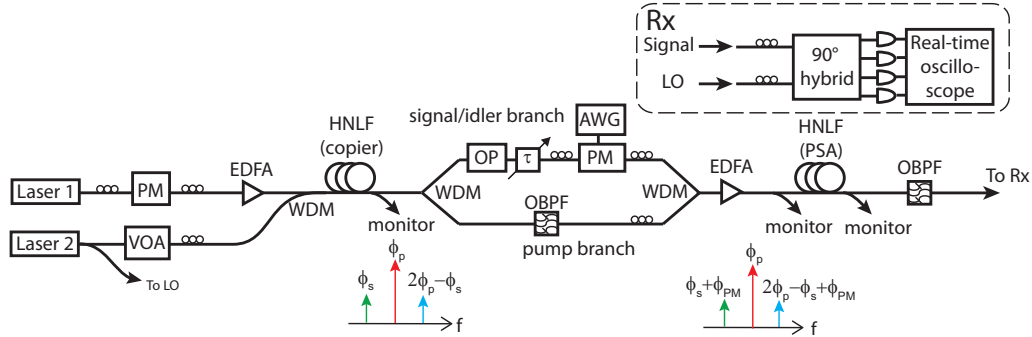 Rx
Signal
LO
90°
hybrid
Real-time
oscillo-
scope
signal/idler branch
AWG
HNLF
(copier)
HNLF
(PSA)
EDFA
OP
τ
PM
EDFA
OBPF
To Rx
Laser 1
PM
WDM
WDM
WDM
OBPF
monitor
monitor
monitor
Laser 2
VOA
pump branch
To LO
ϕp
ϕs
2ϕp−ϕs
f
ϕp
ϕs+ϕPM
2ϕp−ϕs+ϕPM
f